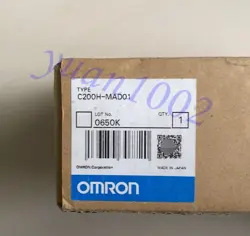 yuan1002
TYPE
C200H-MAD01
LOT No. QTY.
0650K 1
OMRON Corporation MADE IN JAPAN
OMRON